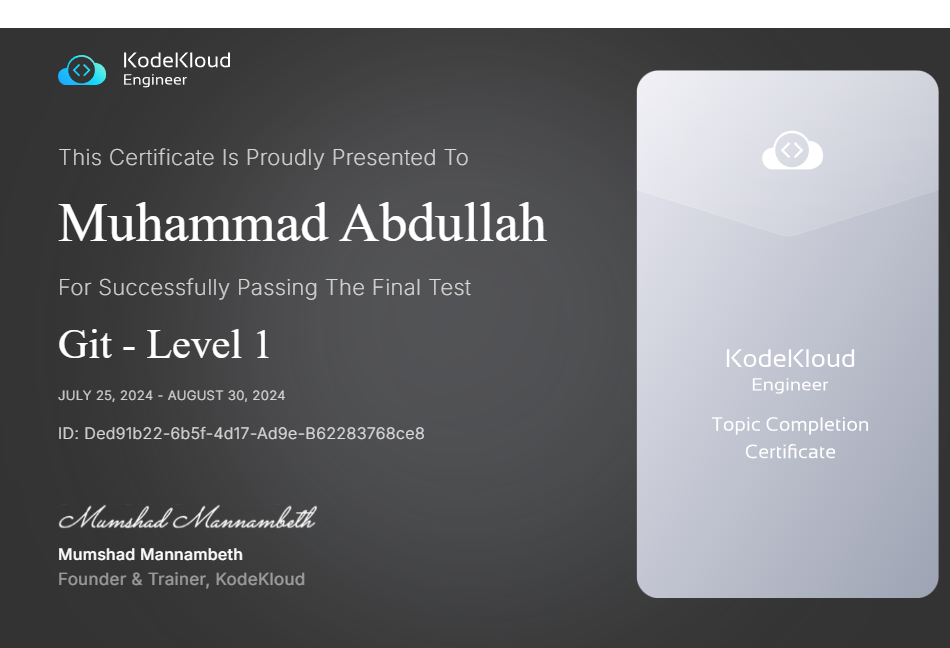 KodeKloud
Engineer
This Certificate Is Proudly Presented To
Muhammad Abdullah
For Successfully Passing The Final Test
Git - Level 1
JULY 25, 2024 - AUGUST 30, 2024
ID: Ded91b22-6b5f-4d17-Ad9e-B62283768ce8
Mumshad Mannambeth
Mumshad Mannambeth
Founder & Trainer, KodeKloud
KodeKloud
Engineer
Topic Completion
Certificate